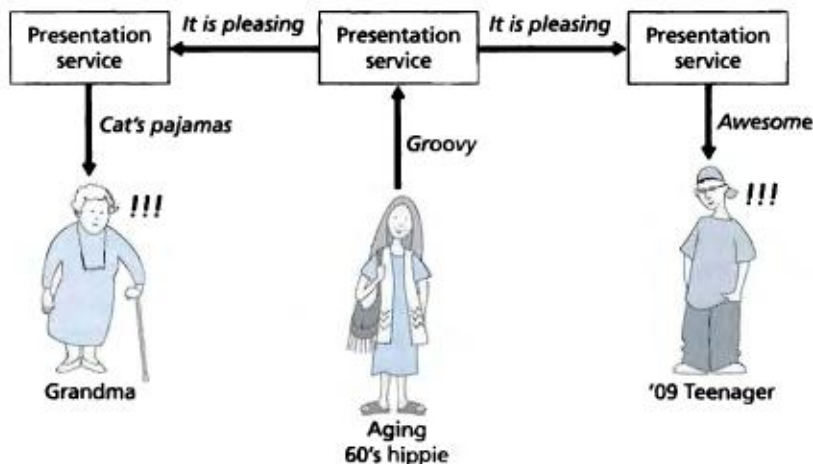 Presentation
service
It is pleasing
Presentation
service
It is pleasing
Presentation
service
Cat's pajamas
Groovy
Awesome
!!!
!!!
Grandma
Aging
60's hippie
'09 Teenager